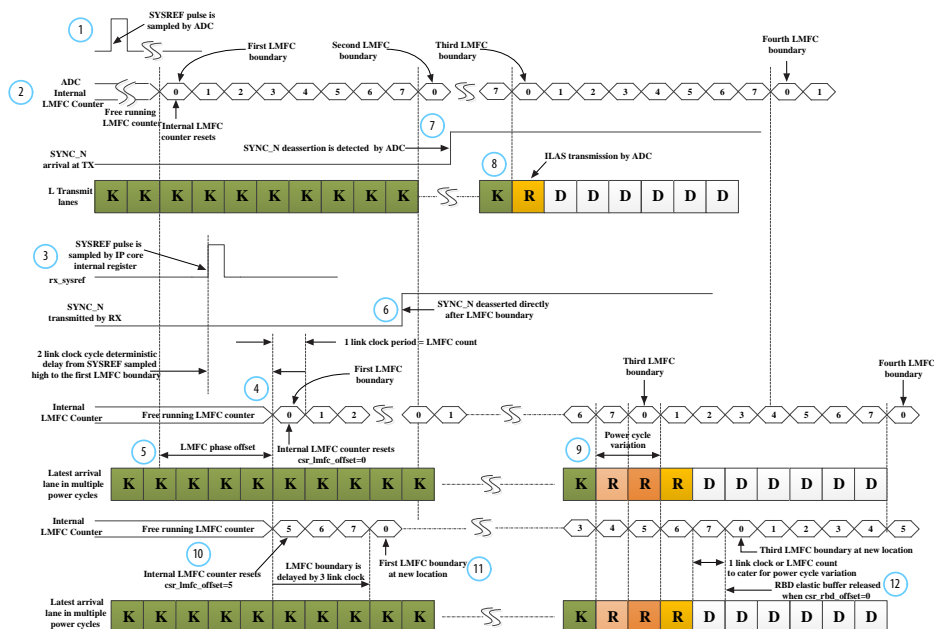 1
SYSREF pulse is
sampled by ADC
2
ADC
Internal
LMFC Counter
Free running
LMFC counter
Internal LMFC
counter resets
First LMFC
boundary
Second LMFC
boundary
Third LMFC
boundary
Fourth LMFC
boundary
0 1 2 3 4 5 6 7 0 7 0 1 2 3 4 5 6 7 0 1
7
SYNC_N deassertion is detected by ADC
SYNC_N
arrival at TX
8
ILAS transmission by ADC
L Transmit
lanes
K K K K K K K K K K K R D D D D D D
3
SYSREF pulse is
sampled by IP core
internal register
rx_sysref
SYNC_N
transmitted by RX
6
SYNC_N deasserted directly
after LMFC boundary
1 link clock period = LMFC count
2 link clock cycle deterministic
delay from SYSREF sampled
high to the first LMFC boundary
4
First LMFC
boundary
Third LMFC
boundary
Fourth LMFC
boundary
Internal
LMFC Counter
Free running LMFC counter
0 1 2 0 1 6 7 0 1 2 3 4 5 6 7 0
5
LMFC phase offset
Internal LMFC counter resets
csr_lmfc_offset=0
9
Power cycle
variation
Latest arrival
lane in multiple
power cycles
K K K K K K K K K K K R R R D D D D D D
Internal
LMFC Counter
Free running LMFC counter
5 6 7 0 3 4 5 6 7 0 1 2 3 4 5
10
Internal LMFC counter resets
csr_lmfc_offset=5
LMFC boundary is
delayed by 3 link clock
First LMFC boundary
at new location
11
Third LMFC boundary at new location
1 link clock or LMFC count
to cater for power cycle variation
RBD elastic buffer released
when csr_rbd_offset=0
12
Latest arrival
lane in multiple
power cycles
K K K K K K K K K K K R R R D D D D D D